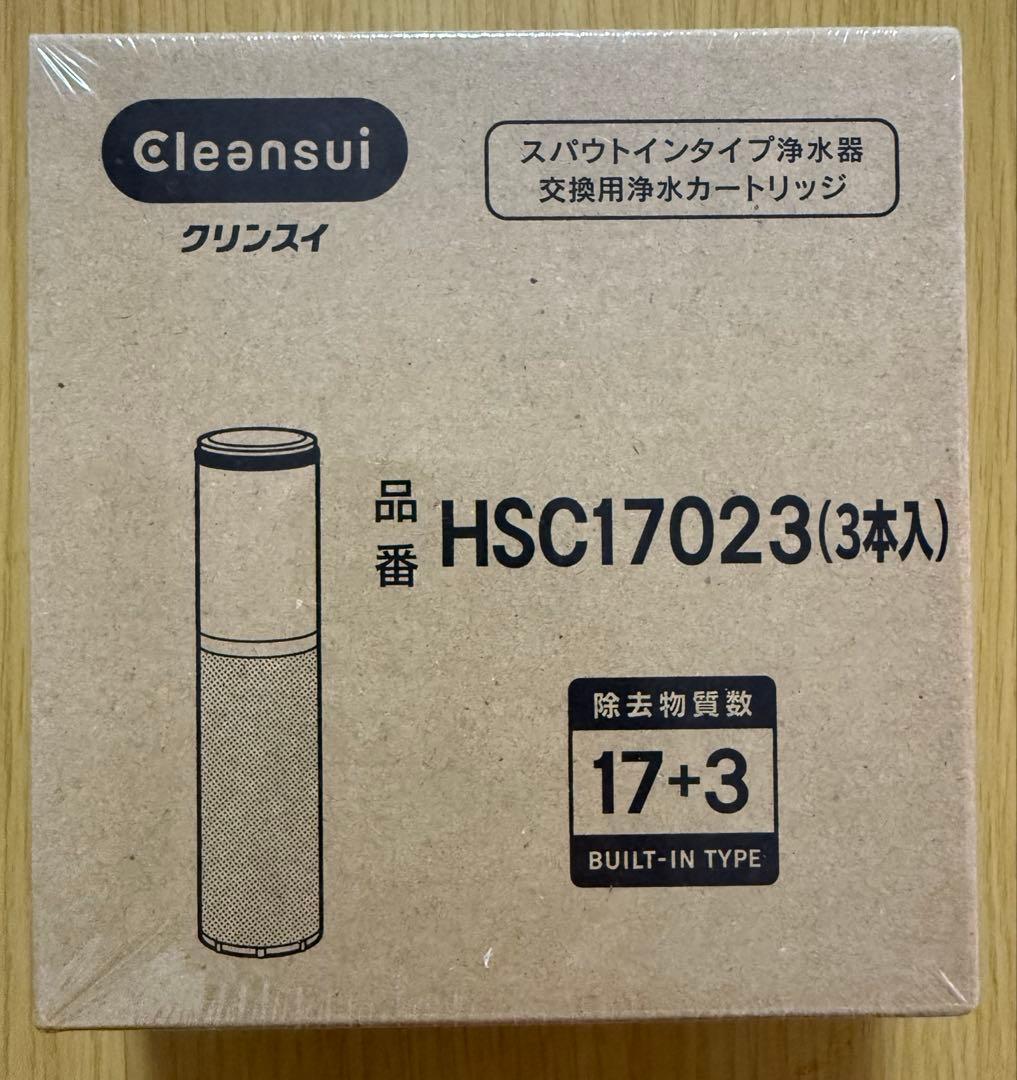 Cleansui
クリンスイ
スパウトインタイプ浄水器
交換用浄水カートリッジ
品番 HSC17023(3本入)
除去物質数
17+3
BUILT-IN TYPE